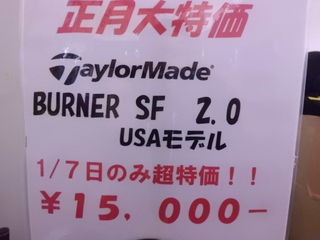 正月大特価
TaylorMade®
BURNER SF 2.0
USAモデル
1/7日のみ超特価！！
￥15，000−